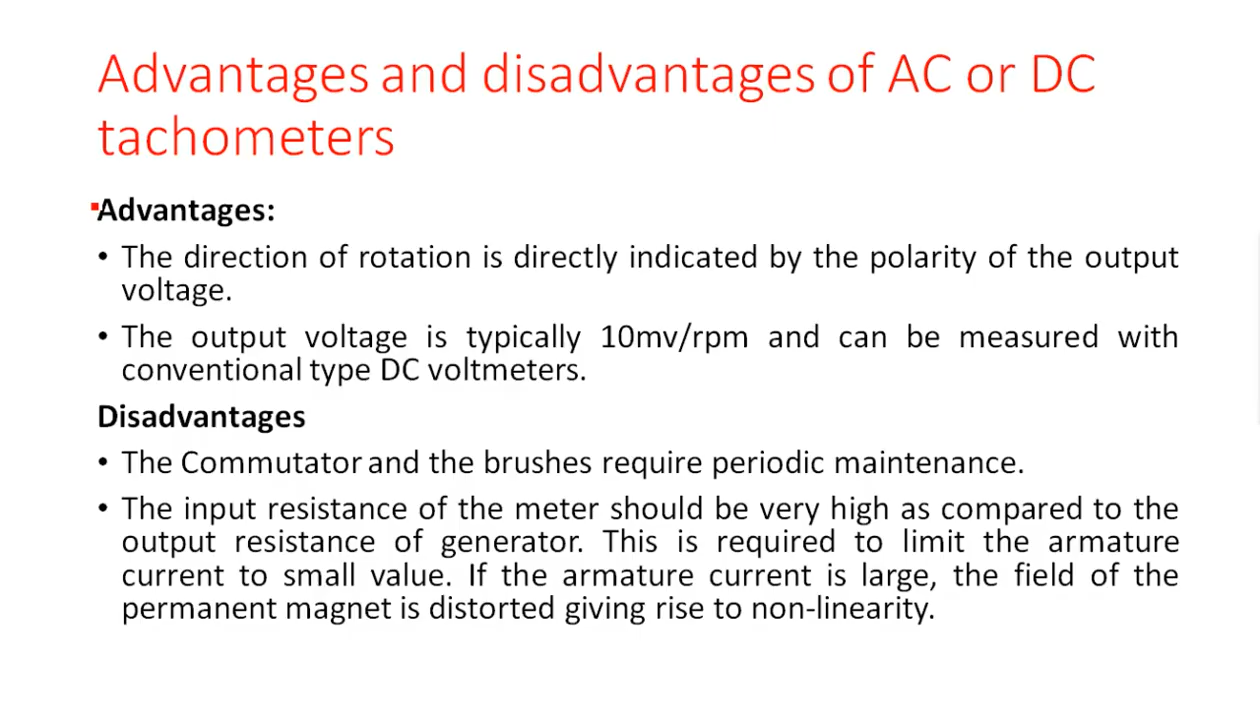 Advantages and disadvantages of AC or DC
tachometers
Advantages:
• The direction of rotation is directly indicated by the polarity of the output
voltage.
• The output voltage is typically 10mv/rpm and can be measured with
conventional type DC voltmeters.
Disadvantages
• The Commutator and the brushes require periodic maintenance.
• The input resistance of the meter should be very high as compared to the
output resistance of generator. This is required to limit the armature
current to small value. If the armature current is large, the field of the
permanent magnet is distorted giving rise to non-linearity.